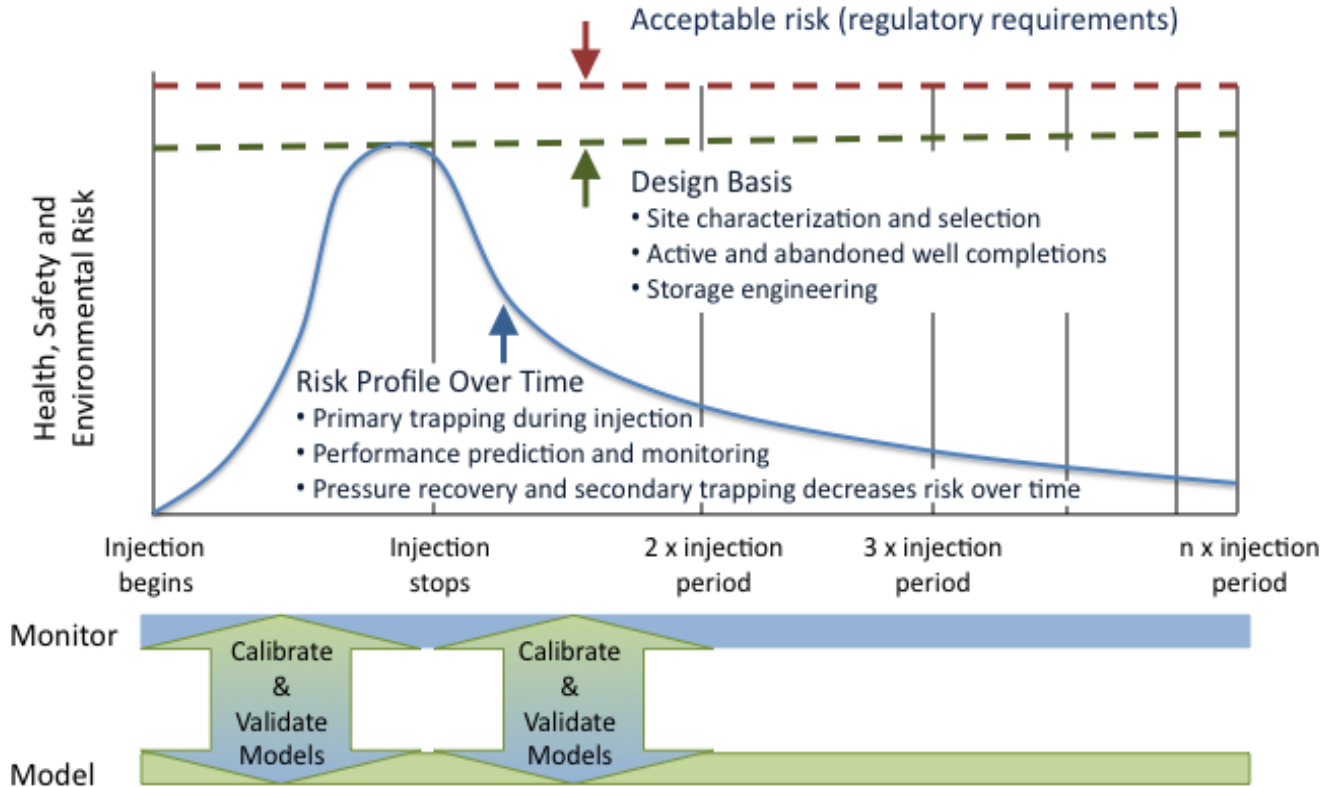 Acceptable risk (regulatory requirements)
Health, Safety and
Environmental Risk
Design Basis
• Site characterization and selection
• Active and abandoned well completions
• Storage engineering
Risk Profile Over Time
• Primary trapping during injection
• Performance prediction and monitoring
• Pressure recovery and secondary trapping decreases risk over time
Injection
begins
Injection
stops
2 x injection
period
3 x injection
period
n x injection
period
Monitor
Calibrate
&
Validate
Models
Calibrate
&
Validate
Models
Model